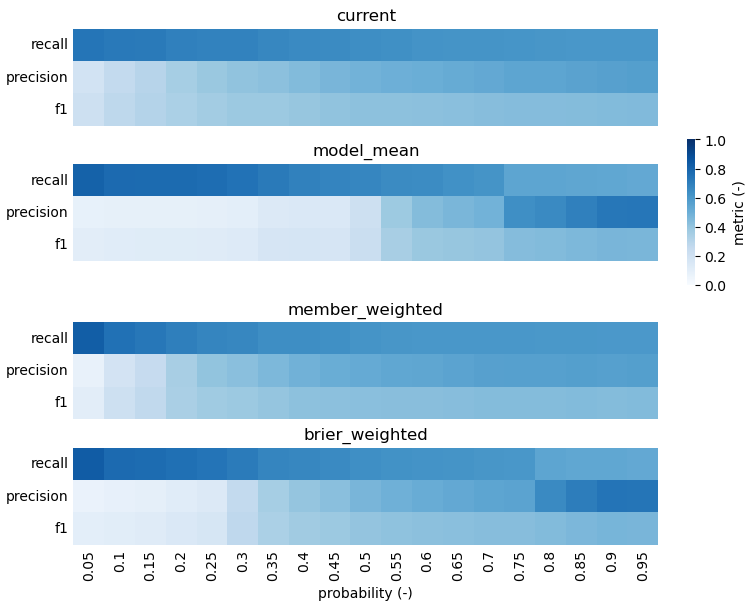 current
recall
precision
f1
model_mean
recall
precision
f1
1.0
0.8
0.6
0.4
0.2
0.0
metric (-)
member_weighted
recall
precision
f1
brier_weighted
recall
precision
f1
0.05 0.1 0.15 0.2 0.25 0.3 0.35 0.4 0.45 0.5 0.55 0.6 0.65 0.7 0.75 0.8 0.85 0.9 0.95
probability (-)